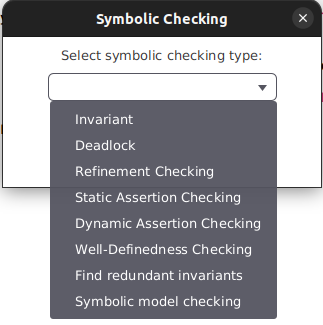 Symbolic Checking
Select symbolic checking type:
Invariant
Deadlock
Refinement Checking
Static Assertion Checking
Dynamic Assertion Checking
Well-Definedness Checking
Find redundant invariants
Symbolic model checking